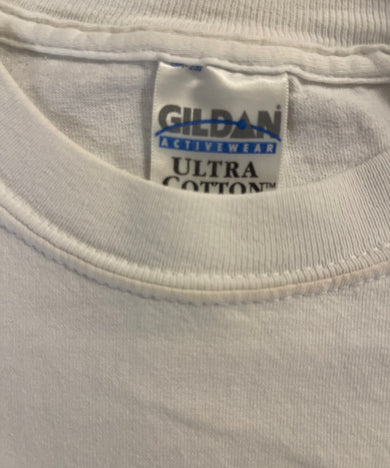 GILDAN
ACTIVEWEAR
ULTRA
COTTON™